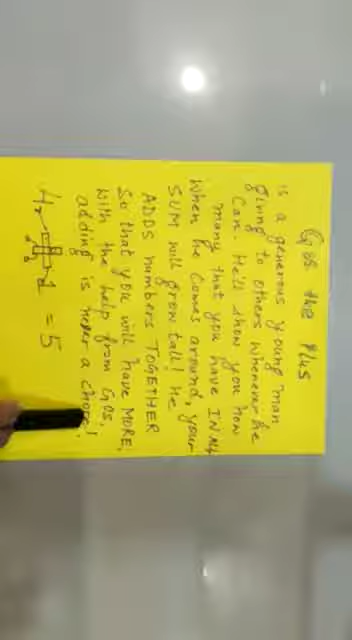 Gus the Plus
is a generous young man
giving to others whenever he
can. He'll show you how
many that you have IN ALL
When he comes around, your
SUM will grow tall! He
ADDS numbers TOGETHER
So that you will have MORE,
With the help from GUS,
adding is never a chore!
4 1 = 5